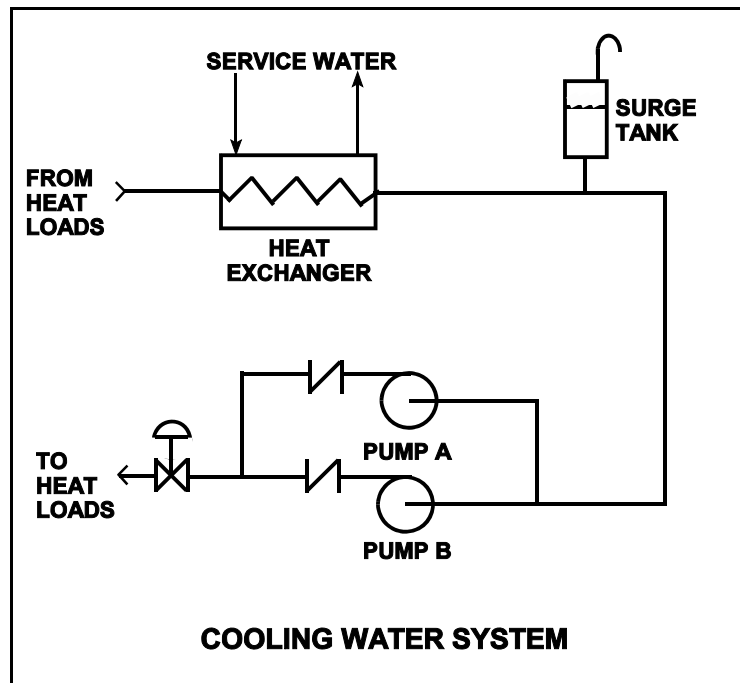 SERVICE WATER
SURGE
TANK
FROM
HEAT
LOADS
HEAT
EXCHANGER
PUMP A
TO
HEAT
LOADS
PUMP B
COOLING WATER SYSTEM